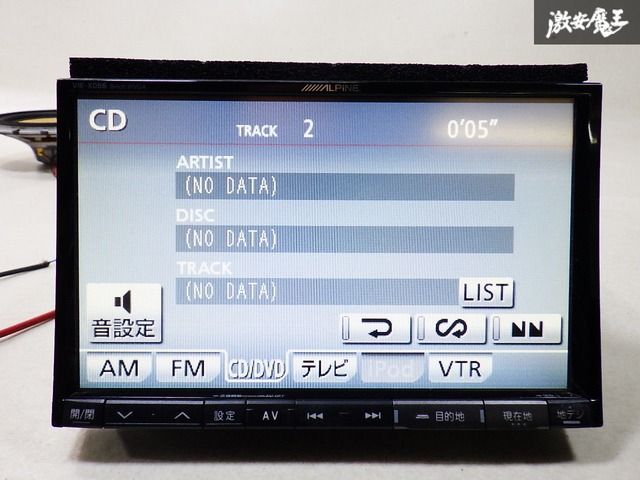 激安魔王
VIE-X088
ALPINE
CD
TRACK 2 0'05"
ARTIST
(NO DATA)
DISC
(NO DATA)
TRACK
(NO DATA)
LIST
音設定
AM FM CD/DVD テレビ iPod VTR
開/閉 設定 AV 目的地 現在地 地デジ